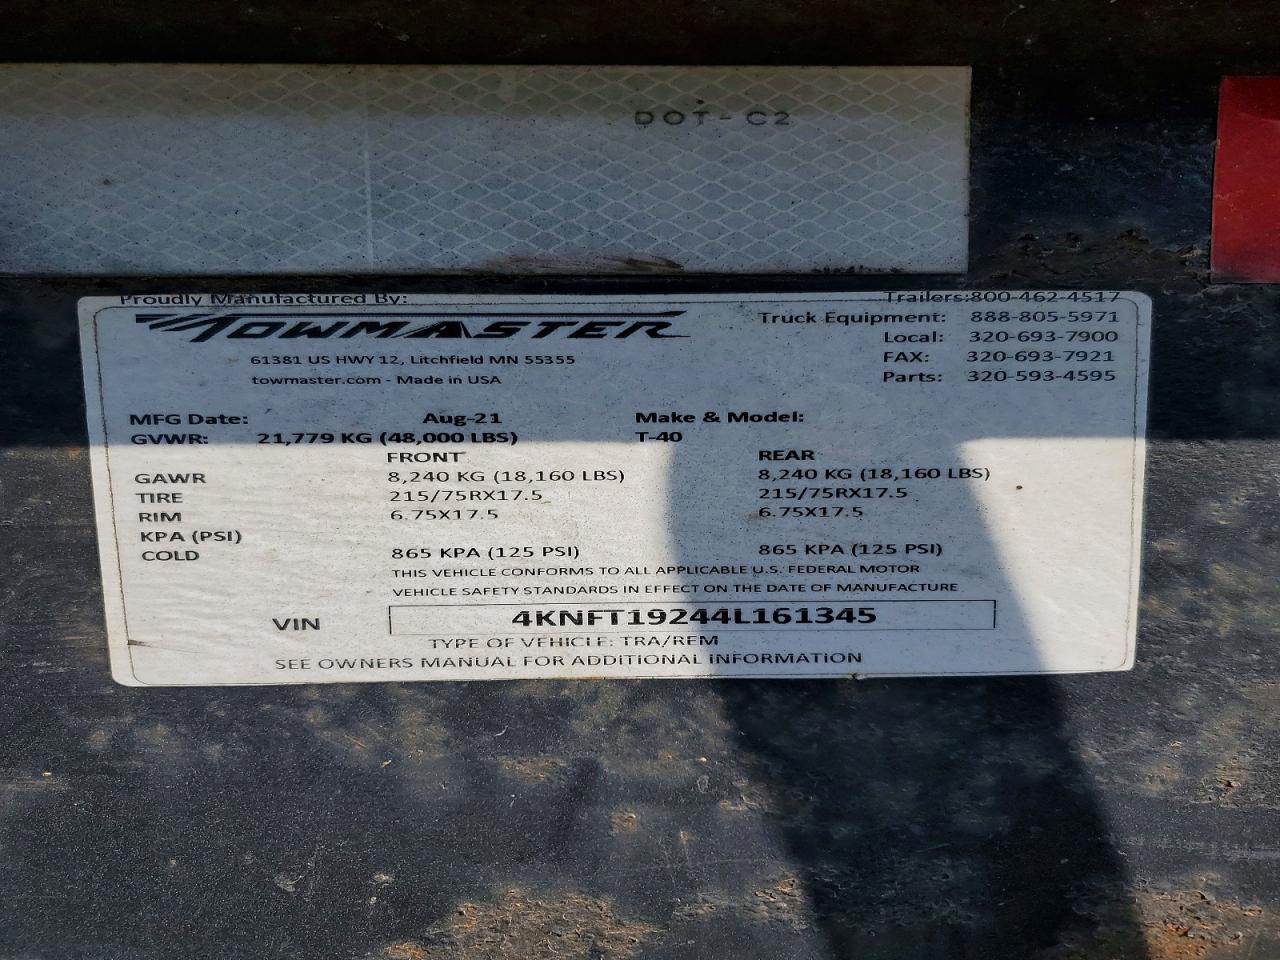 DOT-C2
Proudly Manufactured By:
TOWMASTER
61381 US HWY 12, Litchfield MN 55355
towmaster.com - Made in USA
Trailers:800-462-4517
Truck Equipment: 888-805-5971
Local: 320-693-7900
FAX: 320-693-7921
Parts: 320-593-4595
MFG Date: Aug-21 Make & Model:
GVWR: 21,779 KG (48,000 LBS) T-40
FRONT REAR
GAWR 8,240 KG (18,160 LBS) 8,240 KG (18,160 LBS)
TIRE 215/75RX17.5 215/75RX17.5
RIM 6.75X17.5 6.75X17.5
KPA (PSI)
COLD 865 KPA (125 PSI) 865 KPA (125 PSI)
THIS VEHICLE CONFORMS TO ALL APPLICABLE U.S. FEDERAL MOTOR
VEHICLE SAFETY STANDARDS IN EFFECT ON THE DATE OF MANUFACTURE
VIN 4KNFT19244L161345
TYPE OF VEHICLE: TRA/REM
SEE OWNERS MANUAL FOR ADDITIONAL INFORMATION